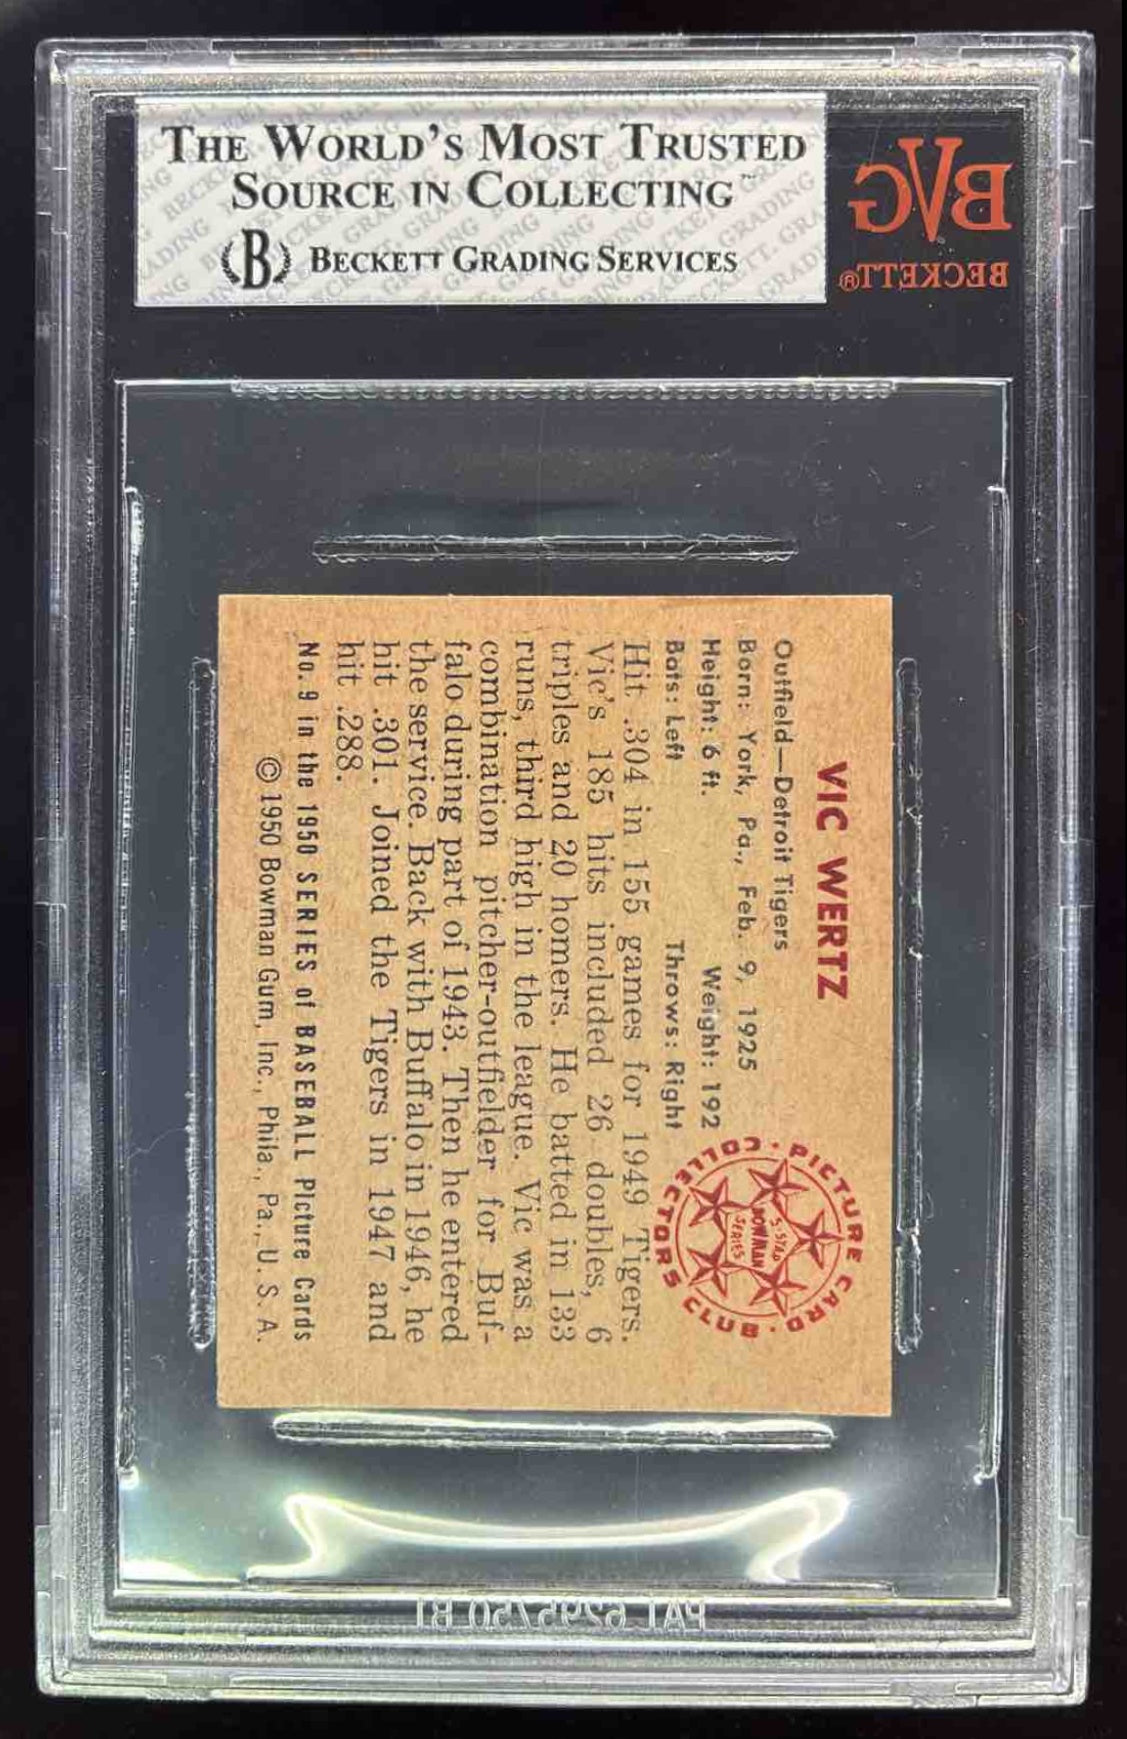 THE WORLD'S MOST TRUSTED
SOURCE IN COLLECTING™
B BECKETT GRADING SERVICES
BVG
BECKETT®
VIC WERTZ
Outfield—Detroit Tigers
Born: York, Pa., Feb. 9, 1925
Height: 6 ft. Weight: 192
Bats: Left Throws: Right
PICTURE CARD · COLLECTORS CLUB ·
5-STAR
BOWMAN
SERIES
Hit .304 in 155 games for 1949 Tigers.
Vic's 185 hits included 26 doubles, 6
triples and 20 homers. He batted in 133
runs, third high in the league. Vic was a
combination pitcher-outfielder for Buf-
falo during part of 1943. Then he entered
the service. Back with Buffalo in 1946, he
hit .301. Joined the Tigers in 1947 and
hit .288.
No. 9 in the 1950 SERIES of BASEBALL Picture Cards
© 1950 Bowman Gum, Inc., Phila., Pa., U. S. A.